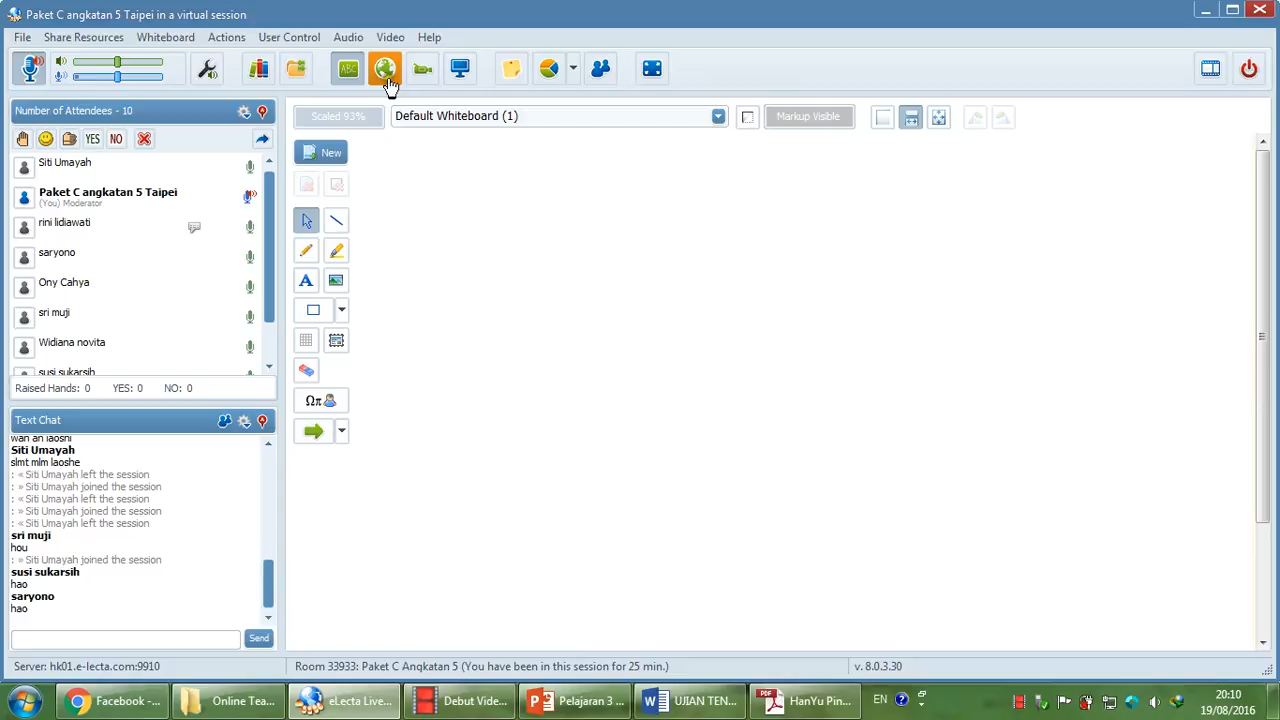 Paket C angkatan 5 Taipei in a virtual session
File Share Resources Whiteboard Actions User Control Audio Video Help
ABC
Number of Attendees - 10
Scaled 93% Default Whiteboard (1) Markup Visible
YES NO
New
Siti Umayah
Paket C angkatan 5 Taipei
(You) Moderator
rini lidiawati
saryono
Ony Cahya
sri muji
Widiana novita
susi sukarsih
Raised Hands: 0 YES: 0 NO: 0
A
Ωπ
Text Chat
wan an laoshi
Siti Umayah
slmt mlm laoshe
: « Siti Umayah left the session
: » Siti Umayah joined the session
: « Siti Umayah left the session
: » Siti Umayah joined the session
: « Siti Umayah left the session
sri muji
hou
: » Siti Umayah joined the session
susi sukarsih
hao
saryono
hao
Send
Server: hk01.e-lecta.com:9910 Room 33933: Paket C Angkatan 5 (You have been in this session for 25 min.) v. 8.0.3.30
Facebook -... Online Tea... eLecta Live... Debut Vide... Pelajaran 3 ... UJIAN TEN... HanYu Pin... EN
20:10
19/08/2016